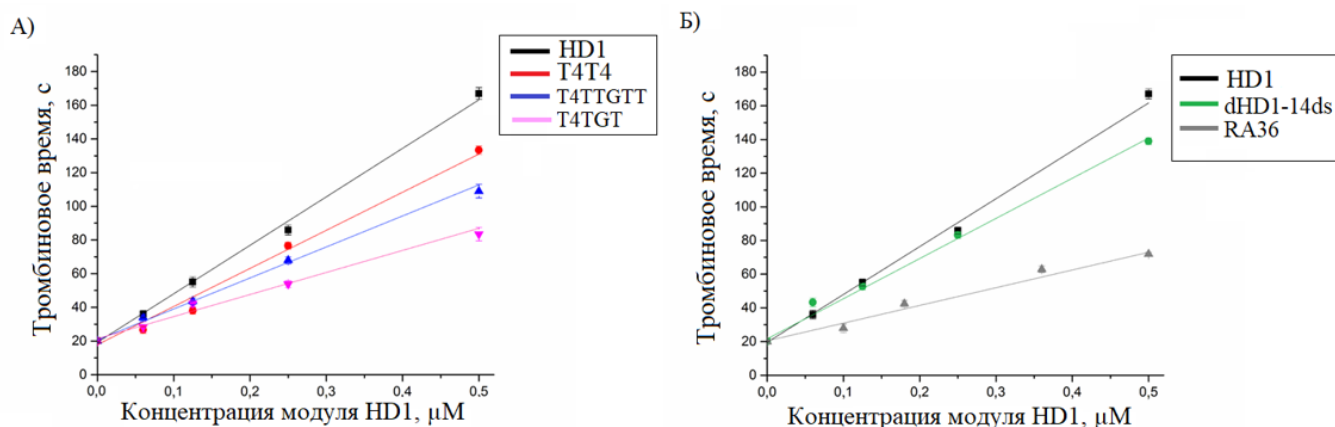 А)
HD1
T4T4
T4TTGTT
T4TGT
Тромбиновое время, с
180
160
140
120
100
80
60
40
20
0
0,0
0,1
0,2
0,3
0,4
0,5
Концентрация модуля HD1, µM
Б)
HD1
dHD1-14ds
RA36
Тромбиновое время, с
180
160
140
120
100
80
60
40
20
0
0,0
0,1
0,2
0,3
0,4
0,5
Концентрация модуля HD1, µM